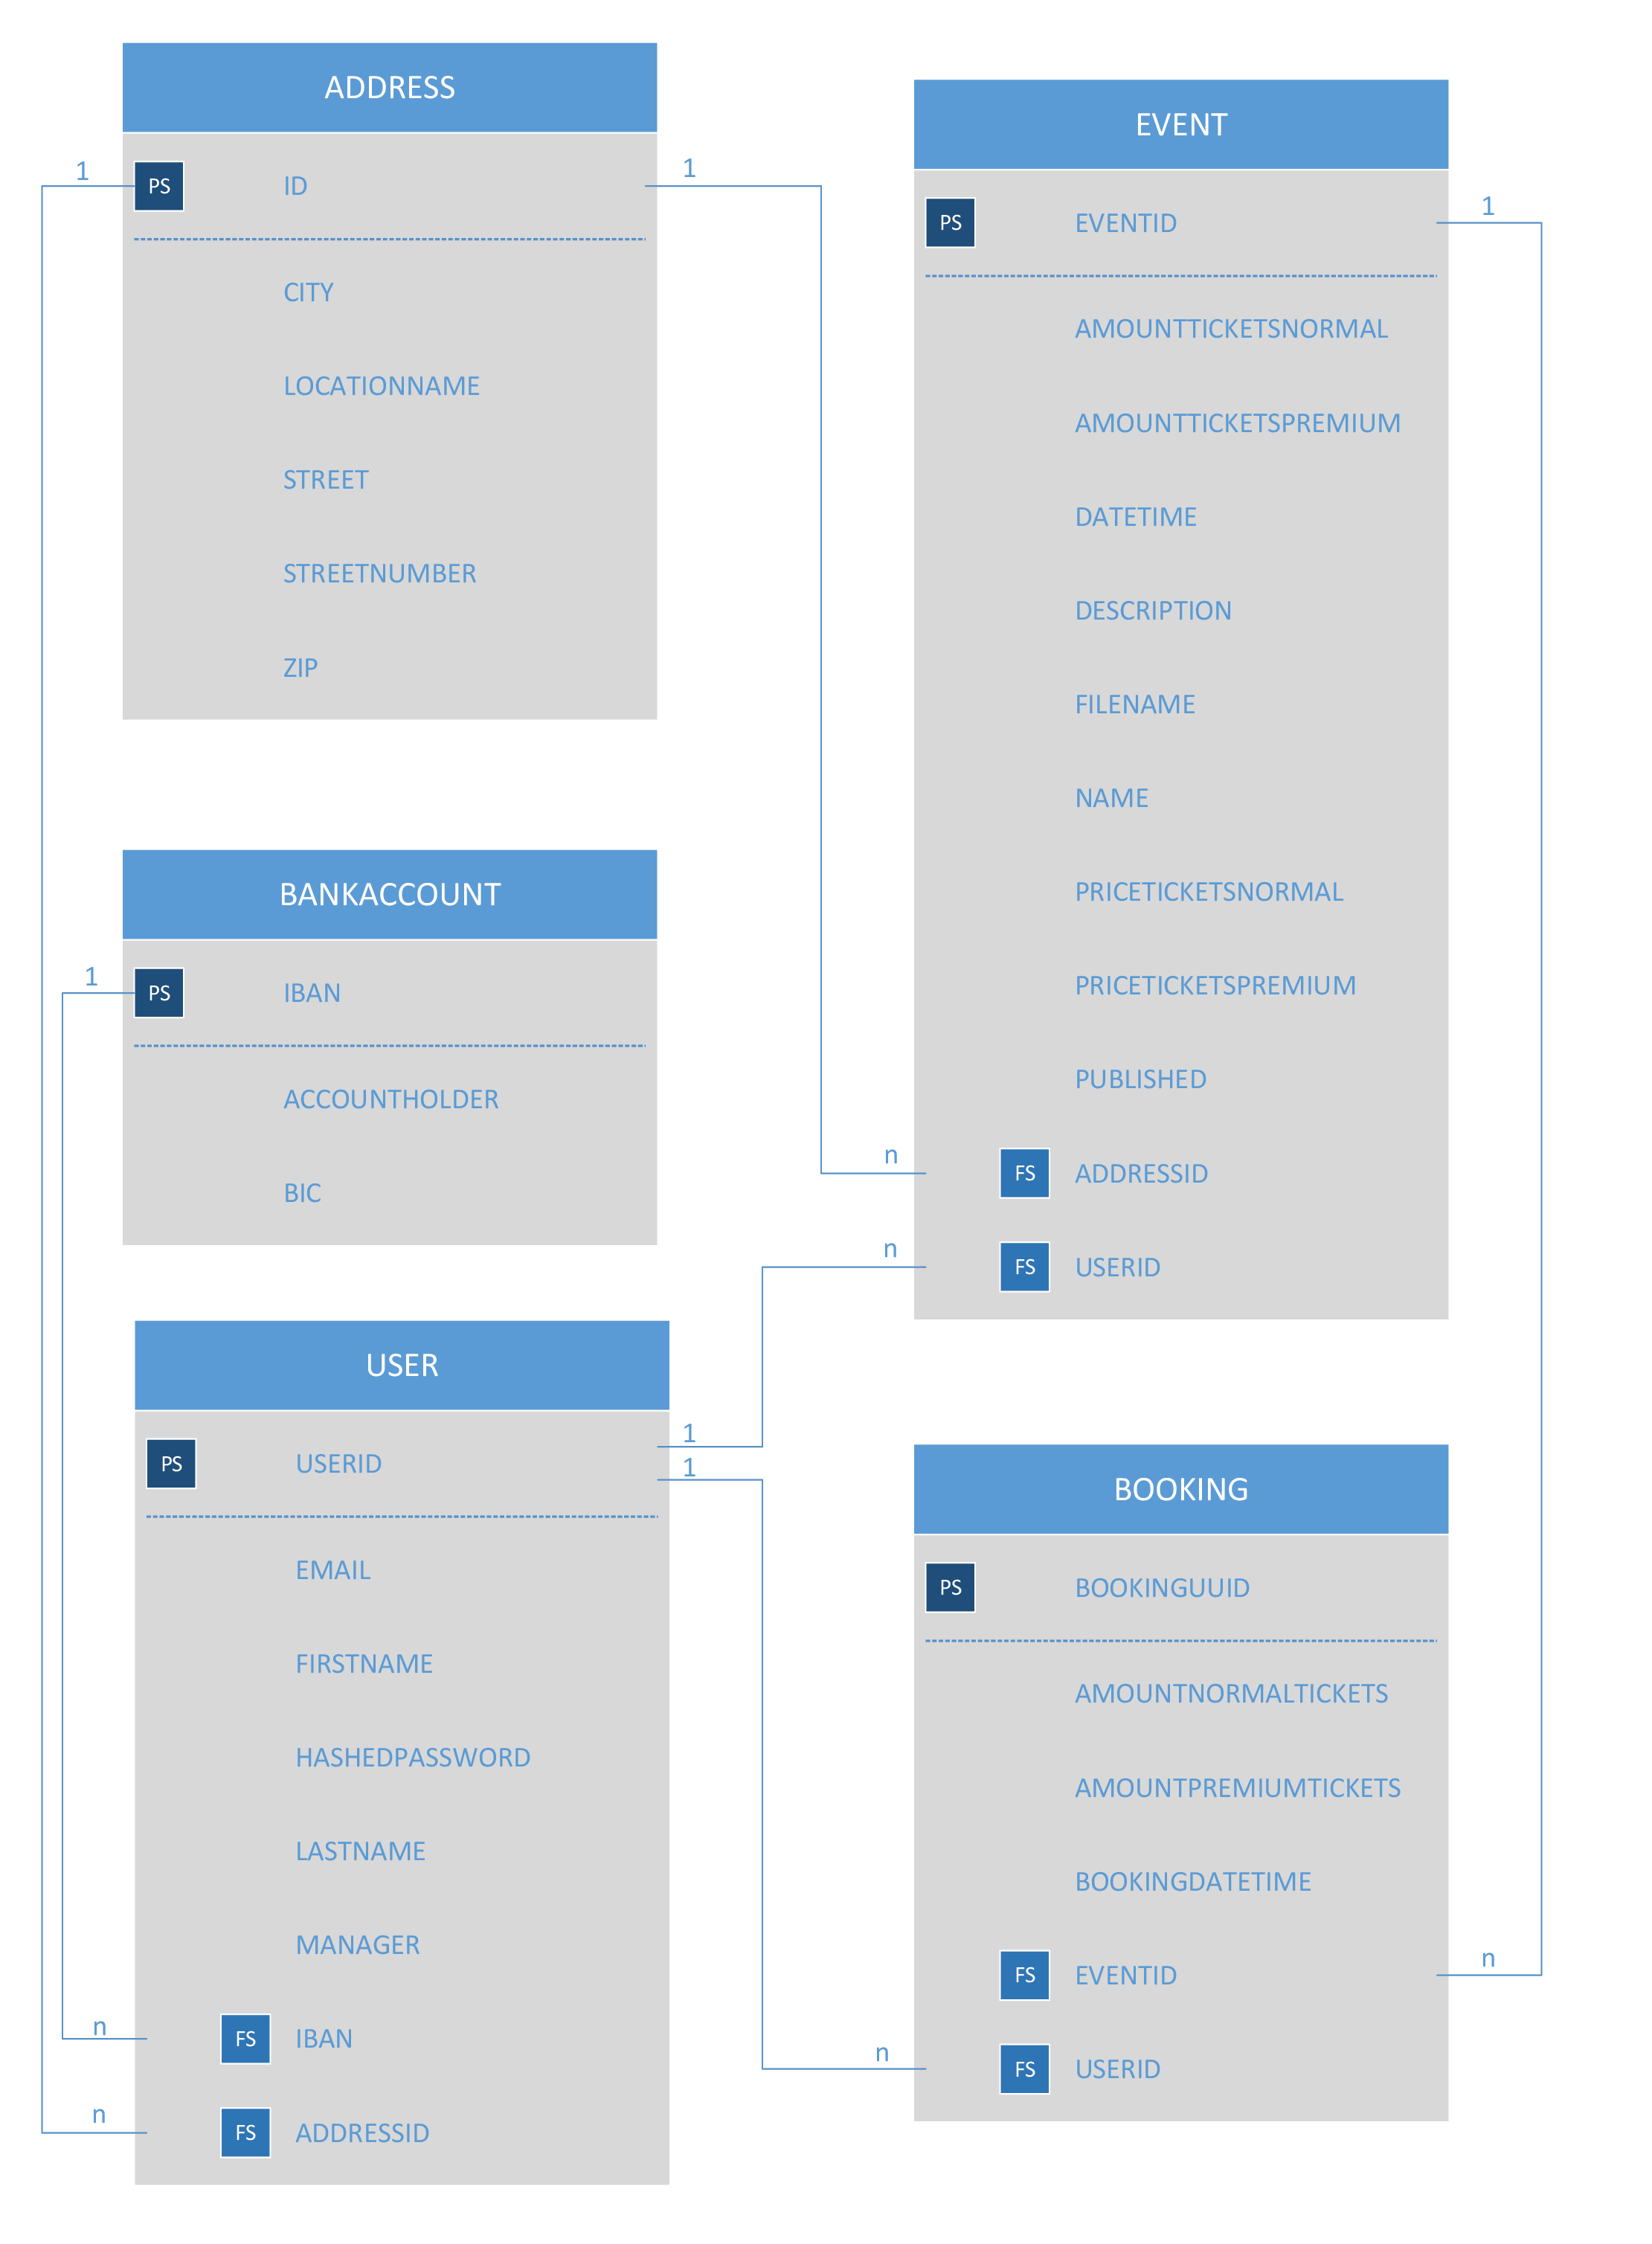 ADDRESS
1
PS ID
1
CITY
LOCATIONNAME
STREET
STREETNUMBER
ZIP
BANKACCOUNT
1
PS IBAN
ACCOUNTHOLDER
BIC
USER
1
PS USERID
1
EMAIL
FIRSTNAME
HASHEDPASSWORD
LASTNAME
MANAGER
n
FS IBAN
n
FS ADDRESSID
EVENT
PS EVENTID
1
AMOUNTTICKETSNORMAL
AMOUNTTICKETSPREMIUM
DATETIME
DESCRIPTION
FILENAME
NAME
PRICETICKETSNORMAL
PRICETICKETSPREMIUM
PUBLISHED
n
FS ADDRESSID
n
FS USERID
BOOKING
PS BOOKINGUUID
AMOUNTNORMALTICKETS
AMOUNTPREMIUMTICKETS
BOOKINGDATETIME
FS EVENTID
n
n
FS USERID